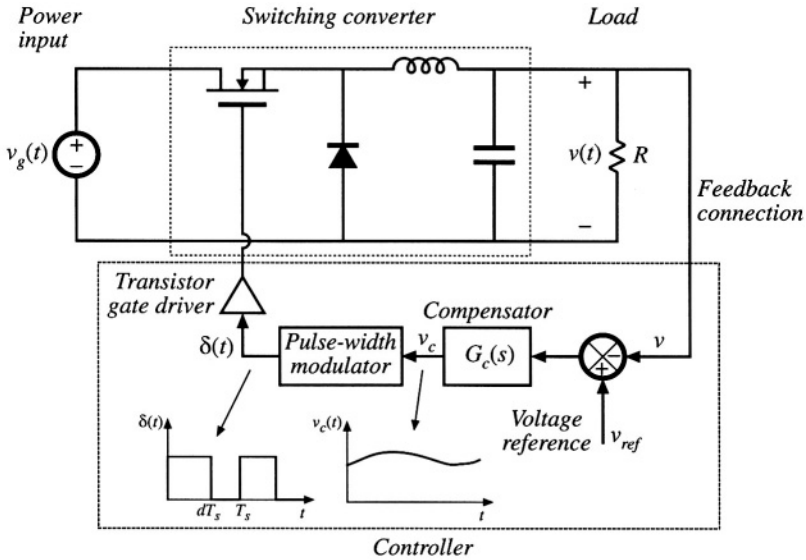 Power
input
Switching converter
Load
+
v_g(t)
+
−
v(t)
R
−
Feedback
connection
Transistor
gate driver
Compensator
δ(t)
Pulse-width
modulator
v_c
G_c(s)
−
+
v
Voltage
reference
v_ref
δ(t)
dT_s
T_s
t
v_c(t)
t
Controller